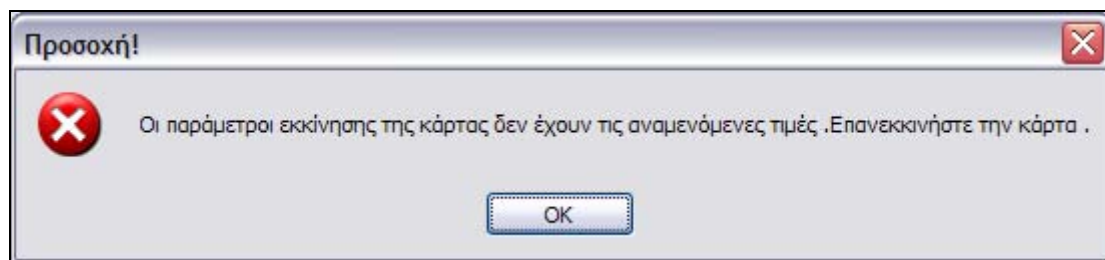 Προσοχή!
Οι παράμετροι εκκίνησης της κάρτας δεν έχουν τις αναμενόμενες τιμές .Επανεκκινήστε την κάρτα .
OK